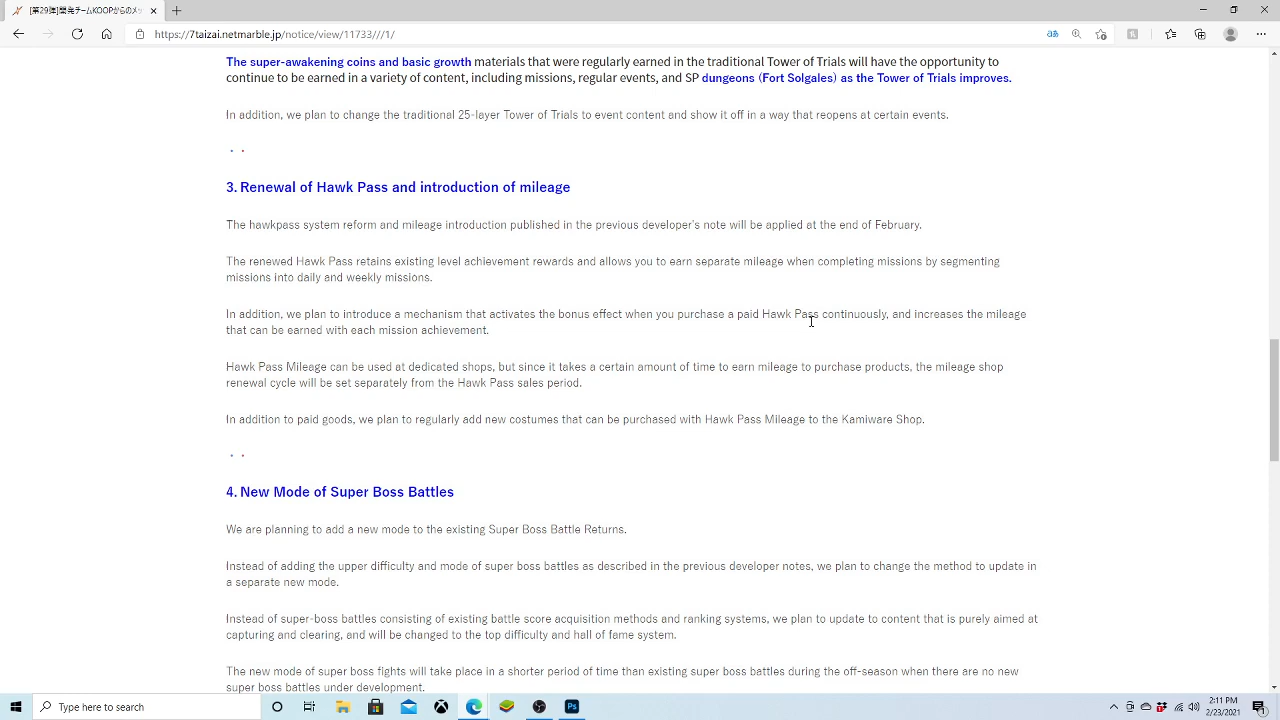 [第29弾]開発チームKOOPからのメッ
https://7taizai.netmarble.jp/notice/view/11733///1/
The super-awakening coins and basic growth materials that were regularly earned in the traditional Tower of Trials will have the opportunity to
continue to be earned in a variety of content, including missions, regular events, and SP dungeons (Fort Solgales) as the Tower of Trials improves.
In addition, we plan to change the traditional 25-layer Tower of Trials to event content and show it off in a way that reopens at certain events.
3. Renewal of Hawk Pass and introduction of mileage
The hawkpass system reform and mileage introduction published in the previous developer's note will be applied at the end of February.
The renewed Hawk Pass retains existing level achievement rewards and allows you to earn separate mileage when completing missions by segmenting
missions into daily and weekly missions.
In addition, we plan to introduce a mechanism that activates the bonus effect when you purchase a paid Hawk Pass continuously, and increases the mileage
that can be earned with each mission achievement.
Hawk Pass Mileage can be used at dedicated shops, but since it takes a certain amount of time to earn mileage to purchase products, the mileage shop
renewal cycle will be set separately from the Hawk Pass sales period.
In addition to paid goods, we plan to regularly add new costumes that can be purchased with Hawk Pass Mileage to the Kamiware Shop.
4. New Mode of Super Boss Battles
We are planning to add a new mode to the existing Super Boss Battle Returns.
Instead of adding the upper difficulty and mode of super boss battles as described in the previous developer notes, we plan to change the method to update in
a separate new mode.
Instead of super-boss battles consisting of existing battle score acquisition methods and ranking systems, we plan to update to content that is purely aimed at
capturing and clearing, and will be changed to the top difficulty and hall of fame system.
The new mode of super boss fights will take place in a shorter period of time than existing super boss battles during the off-season when there are no new
super boss battles under development.
Type here to search
Ps
2:11 PM
2/23/2021